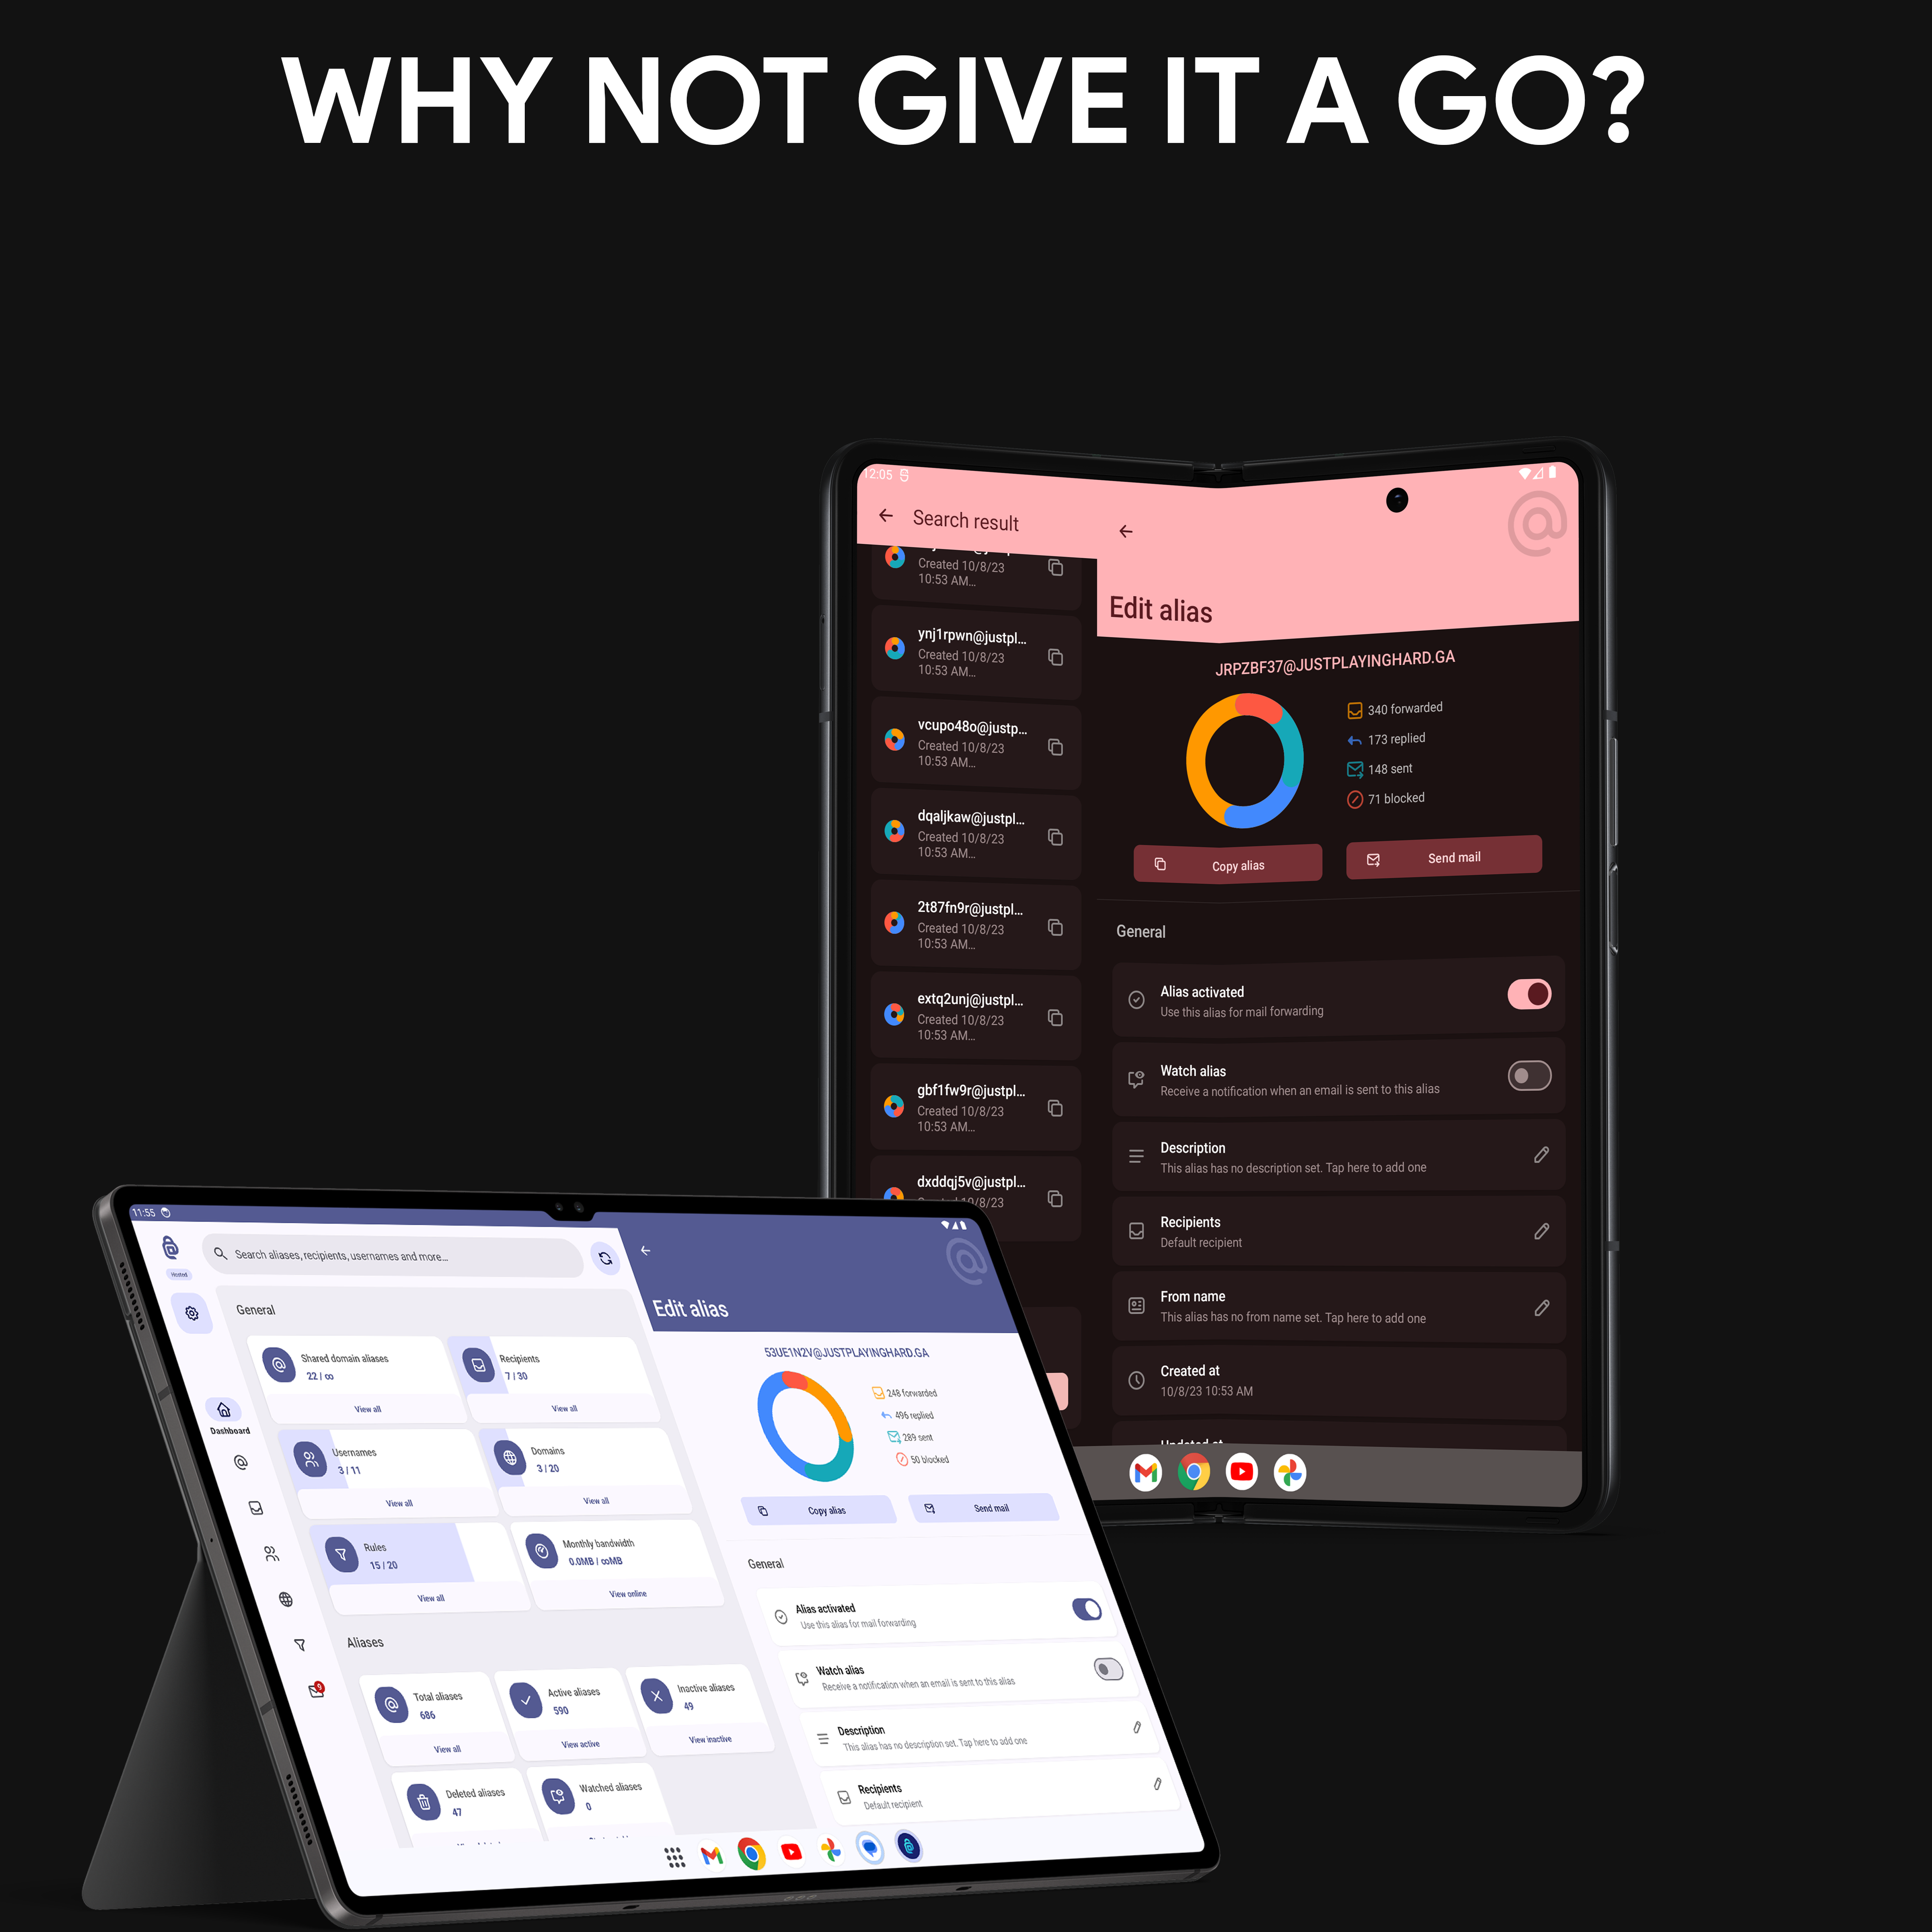 WHY NOT GIVE IT A GO?
12:05
Search result
Created 10/8/23
10:53 AM...
ynj1rpwn@justpl...
Created 10/8/23
10:53 AM...
vcupo48o@justp...
Created 10/8/23
10:53 AM...
dqaljkaw@justpl...
Created 10/8/23
10:53 AM...
2t87fn9r@justpl...
Created 10/8/23
10:53 AM...
extq2unj@justpl...
Created 10/8/23
10:53 AM...
gbf1fw9r@justpl...
Created 10/8/23
10:53 AM...
dxddqj5v@justpl...
Edit alias
JRPZBF37@JUSTPLAYINGHARD.GA
340 forwarded
173 replied
148 sent
71 blocked
Copy alias
Send mail
General
Alias activated
Use this alias for mail forwarding
Watch alias
Receive a notification when an email is sent to this alias
Description
This alias has no description set. Tap here to add one
Recipients
Default recipient
From name
This alias has no from name set. Tap here to add one
Created at
10/8/23 10:53 AM
Updated at
11:55
Hosted
Search aliases, recipients, usernames and more...
General
Shared domain aliases
22 / ∞
View all
Recipients
7 / 30
View all
Dashboard
Usernames
3 / 11
View all
Domains
3 / 20
View all
Rules
15 / 20
View all
Monthly bandwidth
0.0MB / ∞MB
View online
Aliases
Total aliases
686
View all
Active aliases
590
View active
Inactive aliases
49
View inactive
Deleted aliases
47
Watched aliases
0
Edit alias
53UE1N2V@JUSTPLAYINGHARD.GA
248 forwarded
496 replied
289 sent
50 blocked
Copy alias
Send mail
General
Alias activated
Use this alias for mail forwarding
Watch alias
Receive a notification when an email is sent to this alias
Description
This alias has no description set. Tap here to add one
Recipients
Default recipient